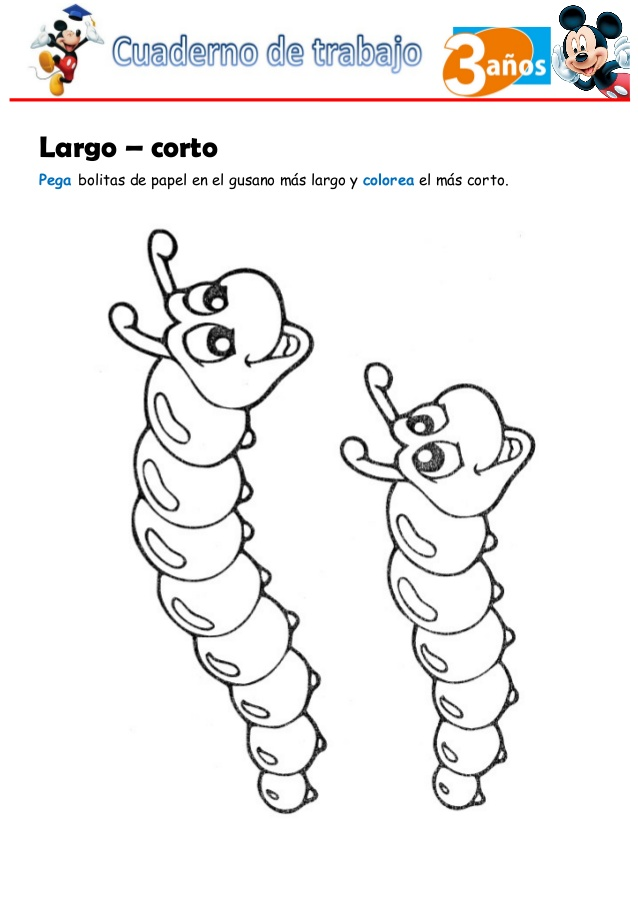 Cuaderno de trabajo
3 años
Largo – corto
Pega bolitas de papel en el gusano más largo y colorea el más corto.